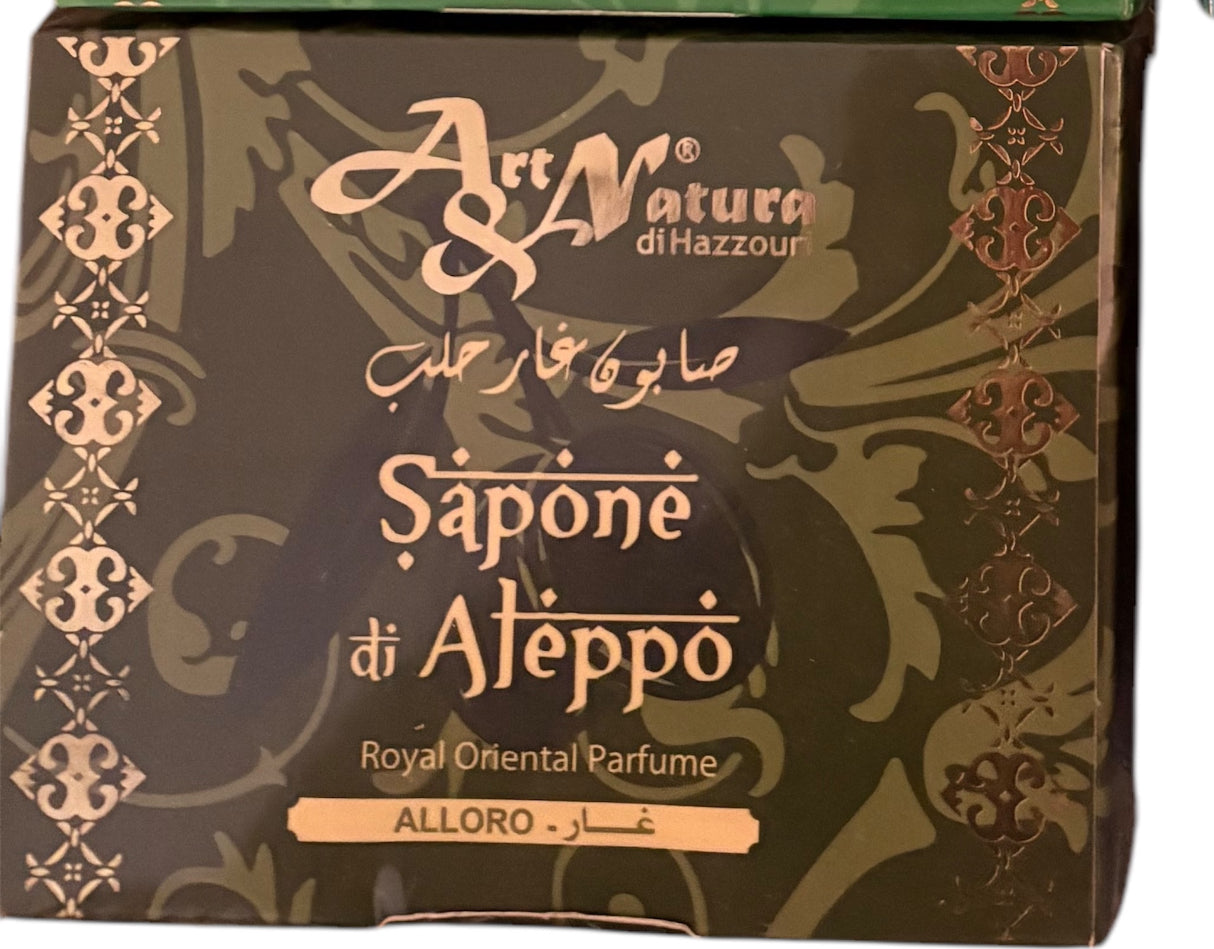 Art & Natura®
di Hazzouri
صابون غار حلب
Sapone
di Aleppo
Royal Oriental Parfume
ALLORO - غار